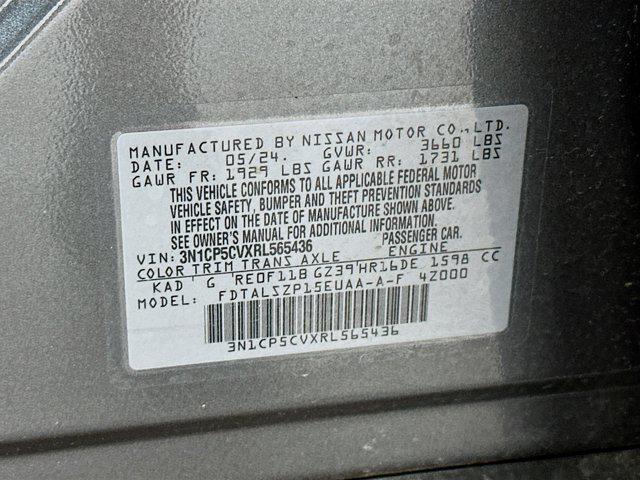 MANUFACTURED BY NISSAN MOTOR CO.,LTD.
DATE: 05/24. GVWR: 3660 LBS
GAWR FR: 1929 LBS GAWR RR: 1731 LBS
THIS VEHICLE CONFORMS TO ALL APPLICABLE FEDERAL MOTOR
VEHICLE SAFETY, BUMPER AND THEFT PREVENTION STANDARDS
IN EFFECT ON THE DATE OF MANUFACTURE SHOWN ABOVE.
SEE OWNER'S MANUAL FOR ADDITIONAL INFORMATION.
VIN: 3N1CP5CVXRL565436 PASSENGER CAR.
COLOR TRIM TRANS AXLE ENGINE
KAD G RE0F11B GZ39 HR16DE 1598 CC
FDTALSZP15EUAA-A-F 4Z000
3N1CP5CVXRL565436